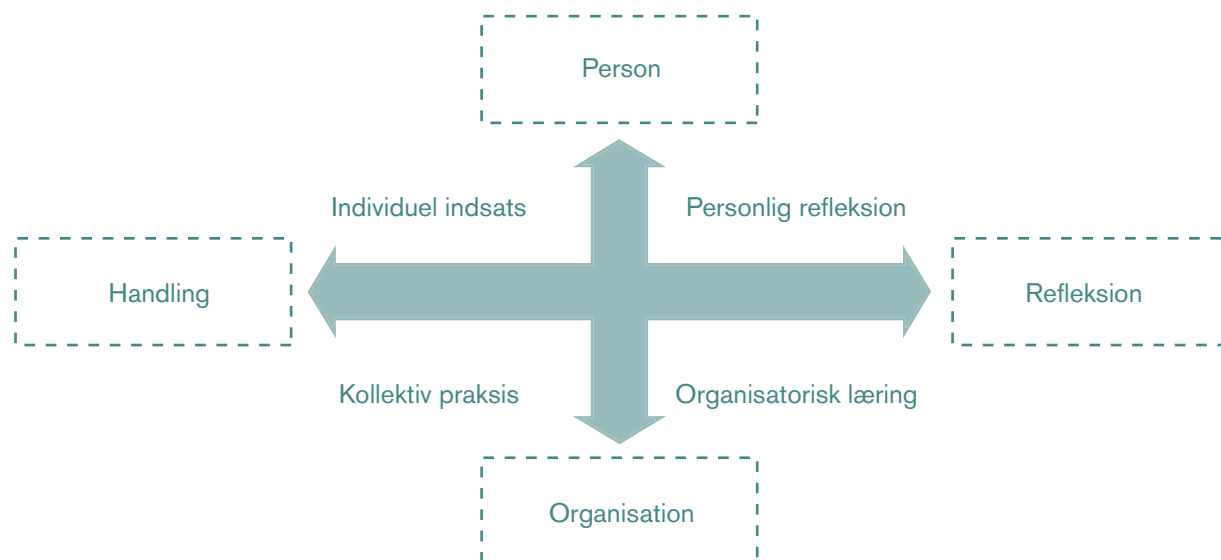 Person
Individuel indsats
Personlig refleksion
Handling
Refleksion
Kollektiv praksis
Organisatorisk læring
Organisation